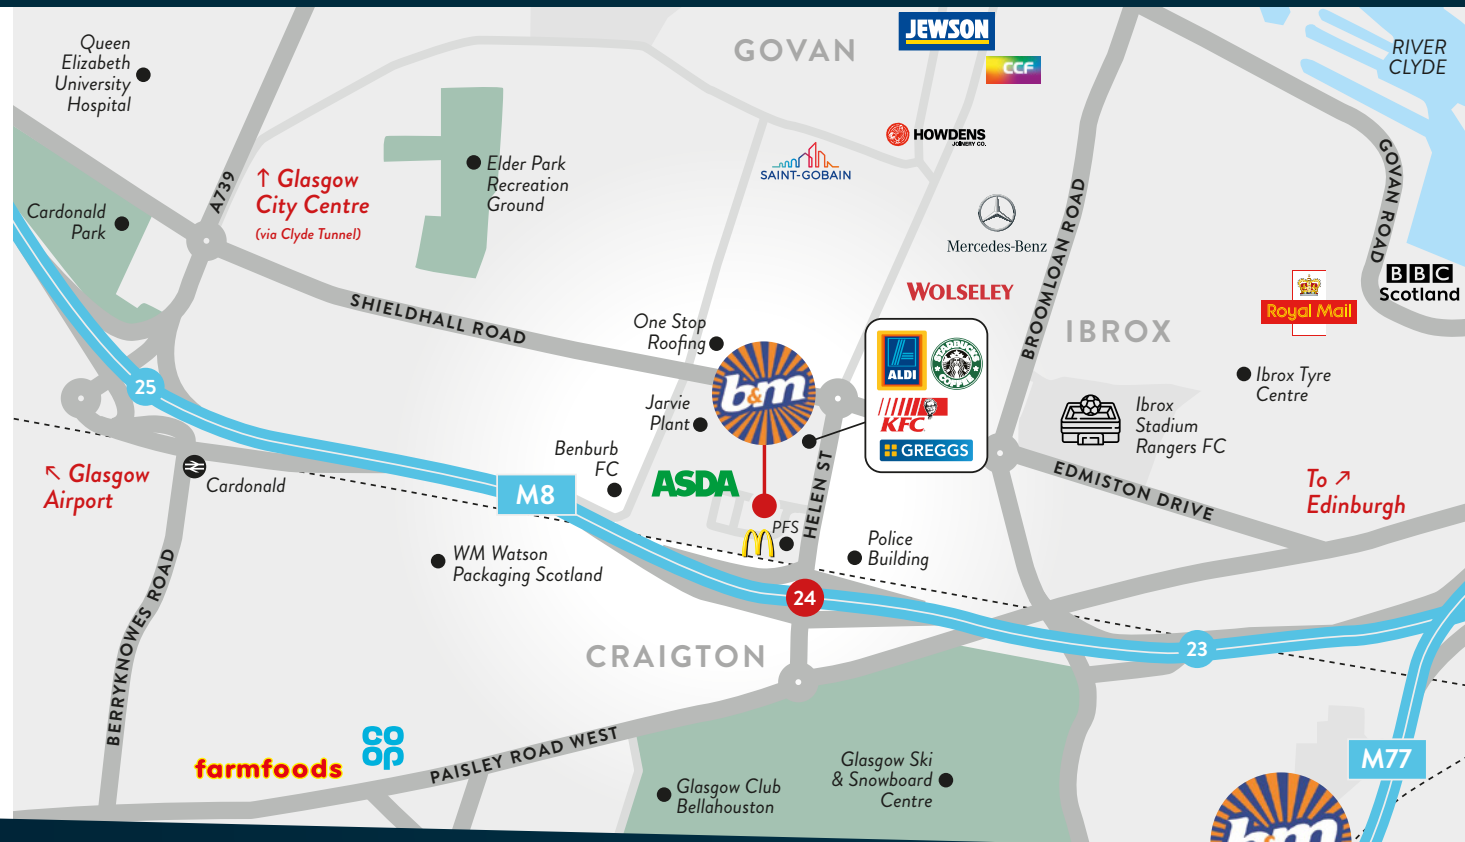 Queen
Elizabeth
University
Hospital
GOVAN
JEWSON
CCF
RIVER
CLYDE
HOWDENS
JOINERY CO.
SAINT-GOBAIN
Elder Park
Recreation
Ground
A739
↑ Glasgow
City Centre
(via Clyde Tunnel)
Cardonald
Park
GOVAN ROAD
BROOMLOAN ROAD
Mercedes-Benz
WOLSELEY
BBC
Scotland
Royal Mail
SHIELDHALL ROAD
One Stop
Roofing
IBROX
b&m
ALDI
STARBUCKS
COFFEE
KFC
GREGGS
Ibrox Tyre
Centre
25
Jarvie
Plant
Ibrox
Stadium
Rangers FC
Benburb
FC
ASDA
HELEN ST
EDMISTON DRIVE
To ↗
Edinburgh
↖ Glasgow
Airport
Cardonald
M8
PFS
Police
Building
WM Watson
Packaging Scotland
24
BERRYKNOWES ROAD
CRAIGTON
23
co
op
farmfoods
PAISLEY ROAD WEST
M77
Glasgow Ski
& Snowboard
Centre
Glasgow Club
Bellahouston
b&m